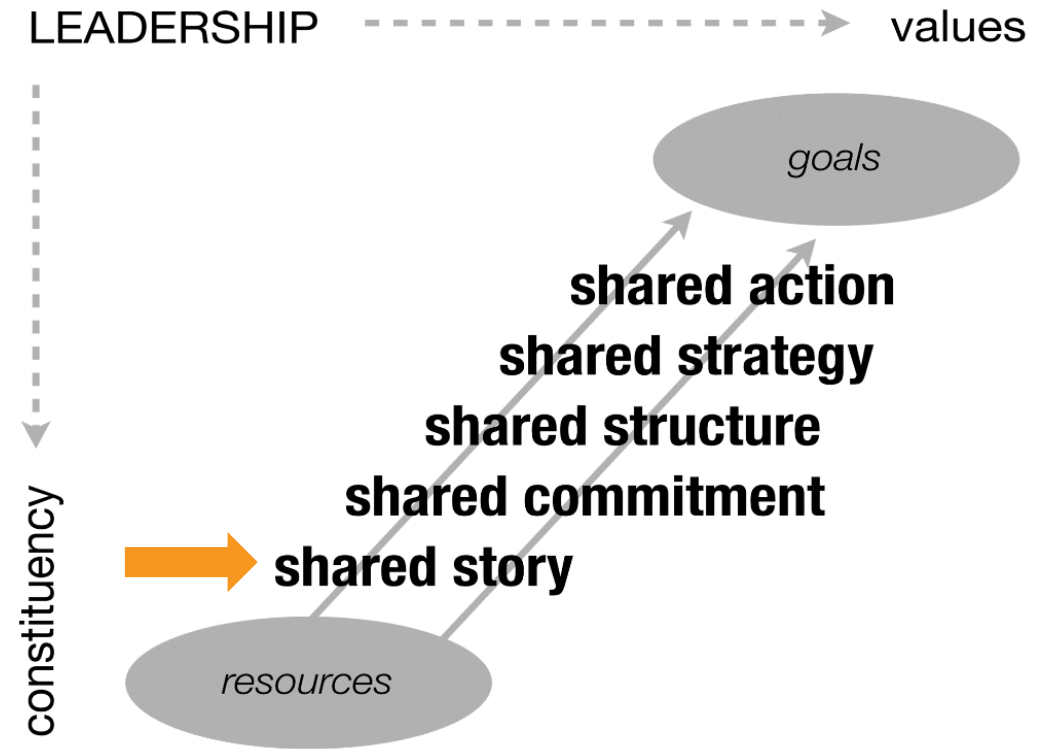 LEADERSHIP
values
goals
shared action
shared strategy
shared structure
shared commitment
shared story
constituency
resources